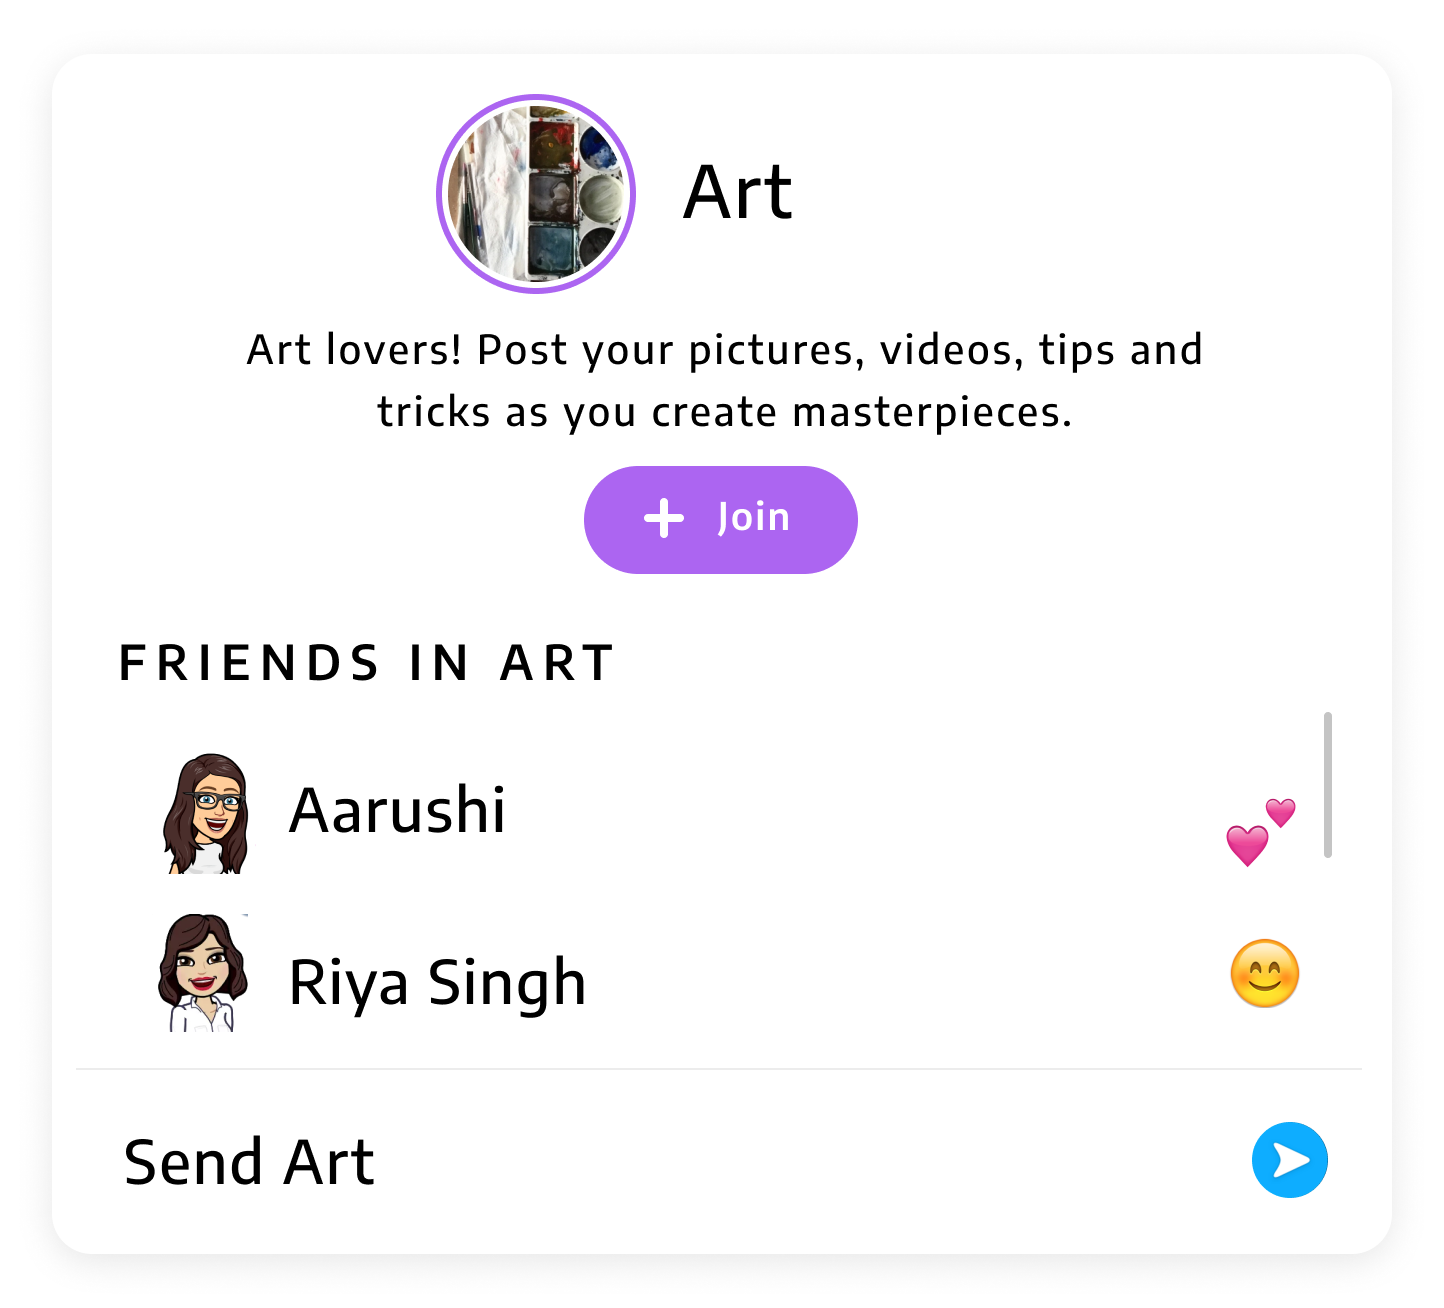 Art
Art lovers! Post your pictures, videos, tips and
tricks as you create masterpieces.
Join
FRIENDS IN ART
Aarushi
Riya Singh
Send Art